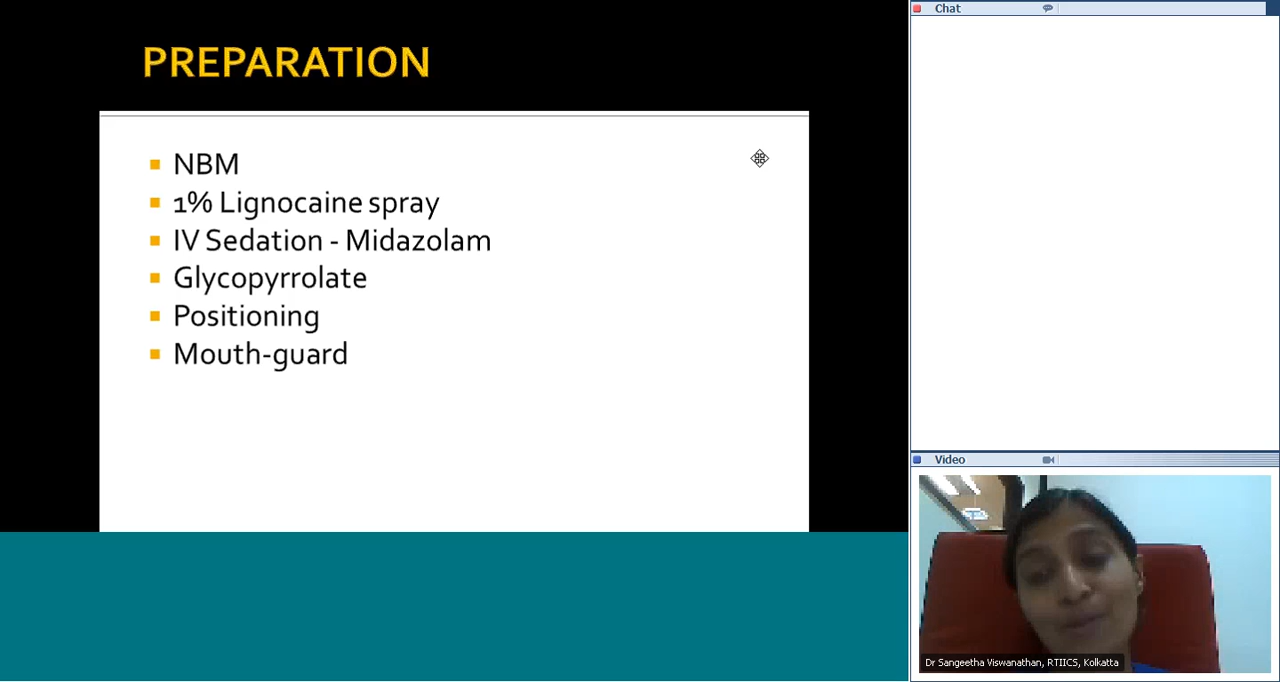 PREPARATION
NBM
1% Lignocaine spray
IV Sedation - Midazolam
Glycopyrrolate
Positioning
Mouth-guard
Chat
Video
Dr Sangeetha Viswanathan, RTIICS, Kolkatta